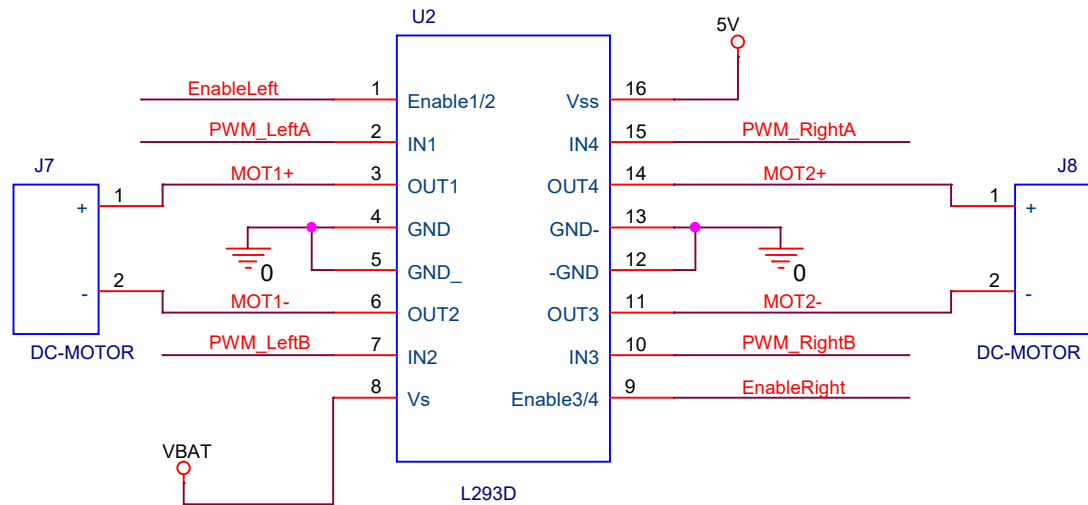 U2
5V
EnableLeft 1 Enable1/2 Vss 16
PWM_LeftA 2 IN1 IN4 15 PWM_RightA
J7 MOT1+ 3 OUT1 OUT4 14 MOT2+ J8
+ 1 1 +
4 GND GND- 13
0 5 GND_ -GND 12 0
- 2 2 -
MOT1- 6 OUT2 OUT3 11 MOT2-
DC-MOTOR PWM_LeftB 7 IN2 IN3 10 PWM_RightB DC-MOTOR
8 Vs Enable3/4 9 EnableRight
VBAT
L293D